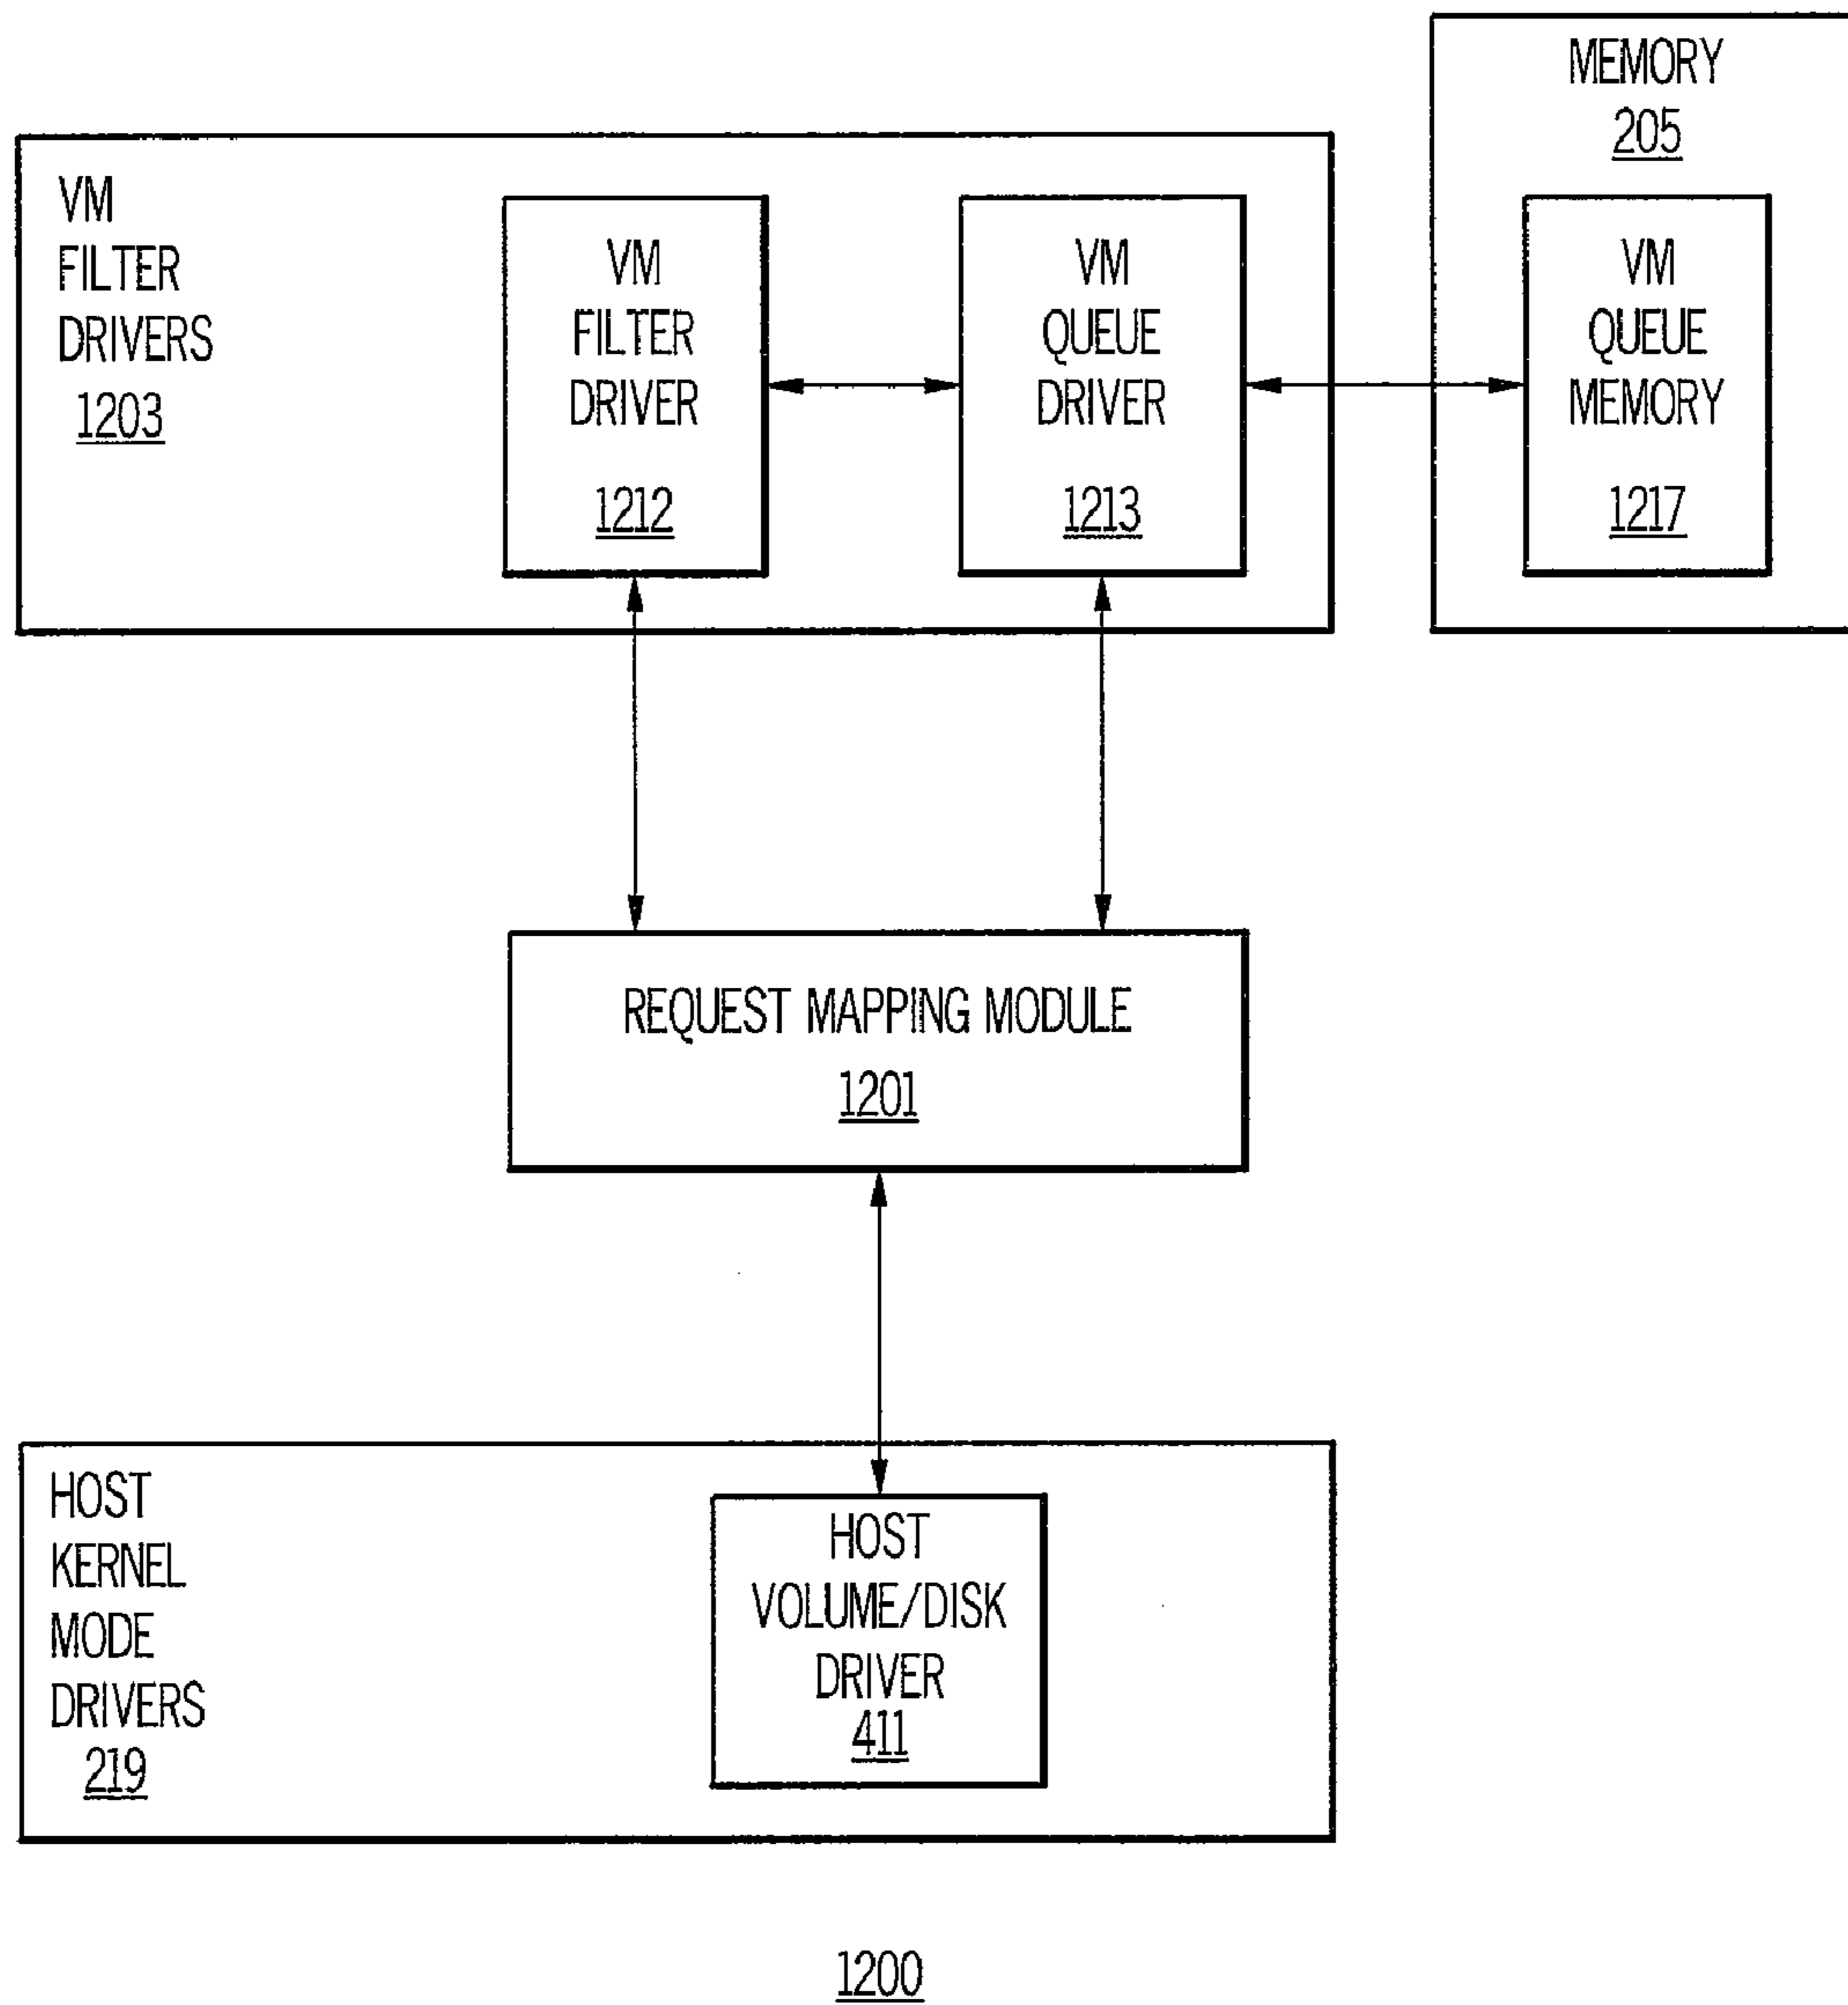 MEMORY
205
VM
FILTER
DRIVERS
1203
VM
FILTER
DRIVER
1212
VM
QUEUE
DRIVER
1213
VM
QUEUE
MEMORY
1217
REQUEST MAPPING MODULE
1201
HOST
KERNEL
MODE
DRIVERS
219
HOST
VOLUME/DISK
DRIVER
411
1200